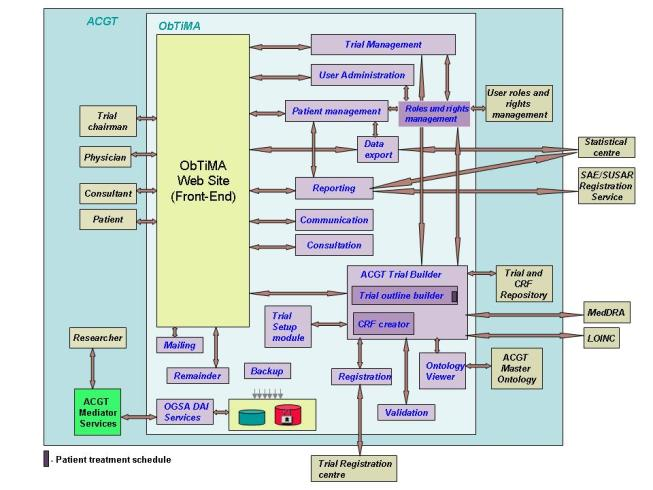 ACGT
ObTiMA
Trial Management
User Administration
Patient management
Roles und rights
management
User roles and
rights
management
Trial
chairman
Physician
Consultant
Patient
ObTiMA
Web Site
(Front-End)
Data
export
Statistical
centre
Reporting
SAE/SUSAR
Registration
Service
Communication
Consultation
ACGT Trial Builder
Trial outline builder
CRF creator
Trial and
CRF
Repository
Trial
Setup
module
MedDRA
LOINC
Mailing
Researcher
Remainder
Backup
Registration
Ontology
Viewer
ACGT
Master
Ontology
ACGT
Mediator
Services
OGSA DAI
Services
Validation
- Patient treatment schedule
Trial Registration
centre